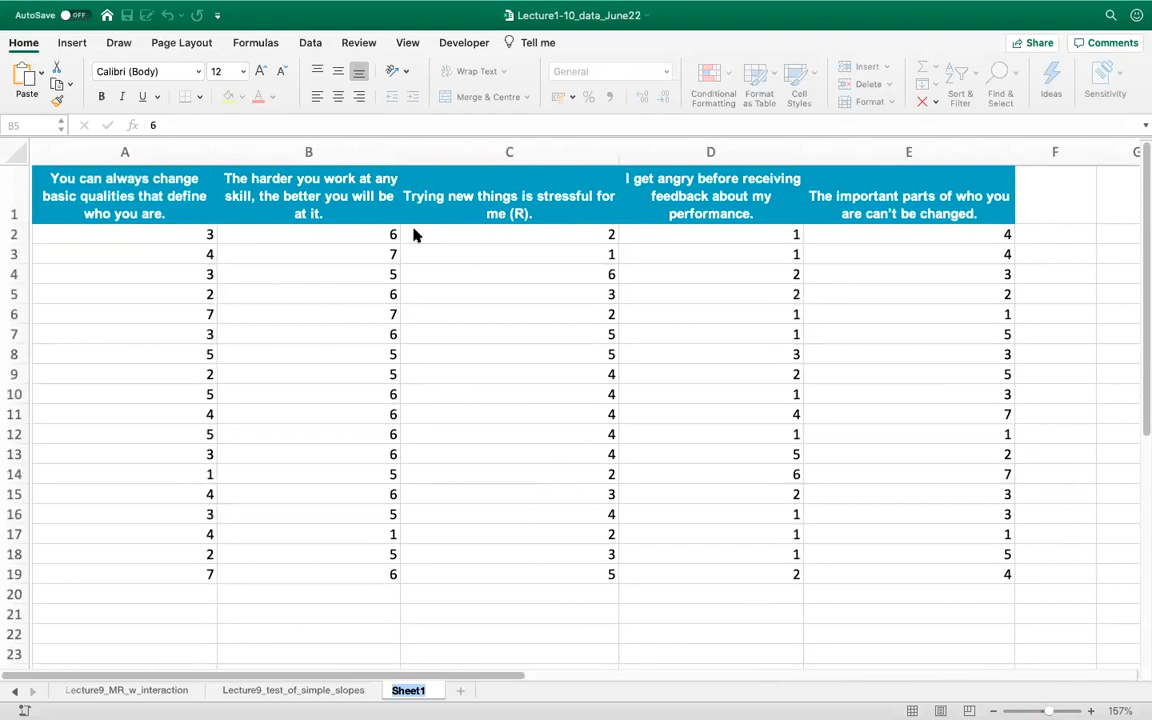 AutoSave OFF Lecture1-10_data_June22
Home Insert Draw Page Layout Formulas Data Review View Developer Tell me Share Comments
Paste Calibri (Body) 12 A^ A˅ Wrap Text General Conditional Formatting Format as Table Cell Styles Insert Sort & Filter Find & Select Ideas Sensitivity
B I U A Merge & Centre % Delete
Format
B5 fx 6
A B C D E F G
1 You can always change basic qualities that define who you are. The harder you work at any skill, the better you will be at it. Trying new things is stressful for me (R). I get angry before receiving feedback about my performance. The important parts of who you are can't be changed.
2 3 6 2 1 4
3 4 7 1 1 4
4 3 5 6 2 3
5 2 6 3 2 2
6 7 7 2 1 1
7 3 6 5 1 5
8 5 5 5 3 3
9 2 5 4 2 5
10 5 6 4 1 3
11 4 6 4 4 7
12 5 6 4 1 1
13 3 6 4 5 2
14 1 5 2 6 7
15 4 6 3 2 3
16 3 5 4 1 3
17 4 1 2 1 1
18 2 5 3 1 5
19 7 6 5 2 4
20
21
22
23
Lecture9_MR_w_interaction Lecture9_test_of_simple_slopes Sheet1 +
157%